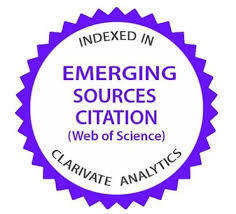 INDEXED IN
EMERGING
SOURCES
CITATION
(Web of Science)
CLARIVATE ANALYTICS